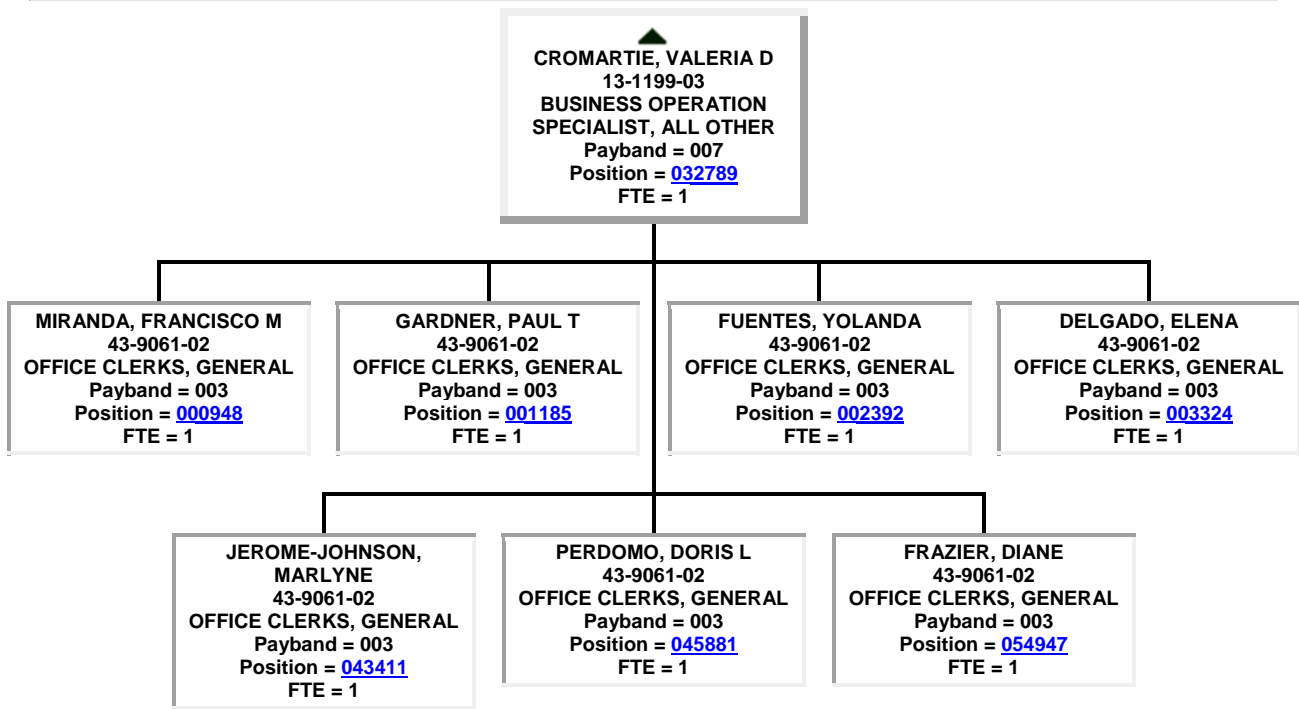 CROMARTIE, VALERIA D
13-1199-03
BUSINESS OPERATION
SPECIALIST, ALL OTHER
Payband = 007
Position = 032789
FTE = 1
MIRANDA, FRANCISCO M
43-9061-02
OFFICE CLERKS, GENERAL
Payband = 003
Position = 000948
FTE = 1
GARDNER, PAUL T
43-9061-02
OFFICE CLERKS, GENERAL
Payband = 003
Position = 001185
FTE = 1
FUENTES, YOLANDA
43-9061-02
OFFICE CLERKS, GENERAL
Payband = 003
Position = 002392
FTE = 1
DELGADO, ELENA
43-9061-02
OFFICE CLERKS, GENERAL
Payband = 003
Position = 003324
FTE = 1
JEROME-JOHNSON,
MARLYNE
43-9061-02
OFFICE CLERKS, GENERAL
Payband = 003
Position = 043411
FTE = 1
PERDOMO, DORIS L
43-9061-02
OFFICE CLERKS, GENERAL
Payband = 003
Position = 045881
FTE = 1
FRAZIER, DIANE
43-9061-02
OFFICE CLERKS, GENERAL
Payband = 003
Position = 054947
FTE = 1